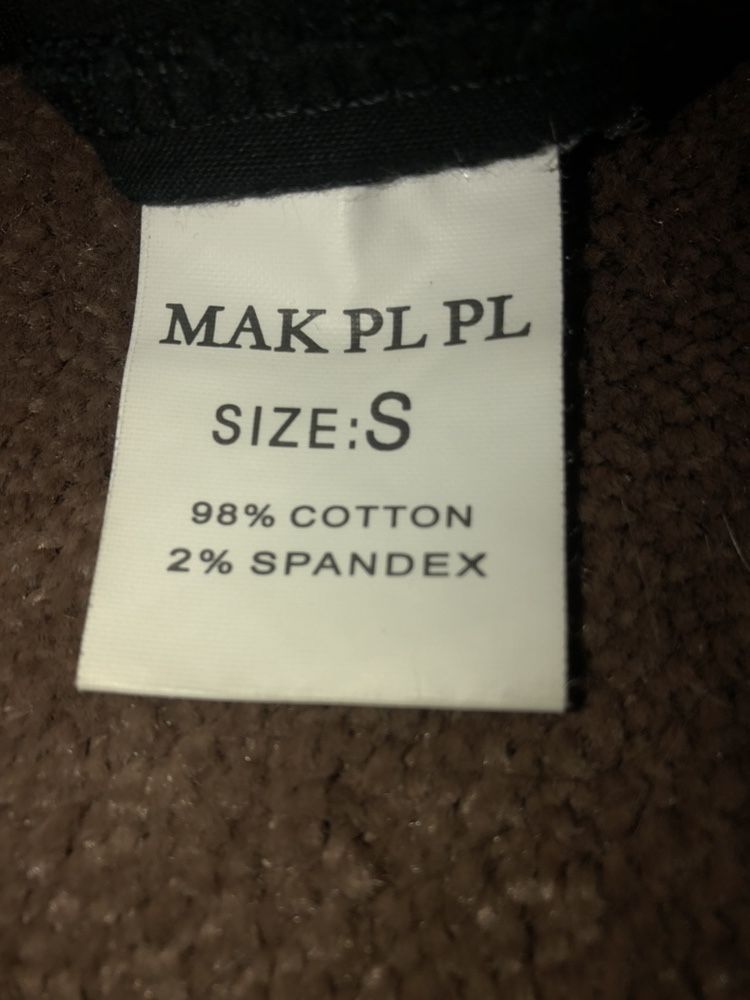 MAK PL PL
SIZE:S
98% COTTON
2% SPANDEX